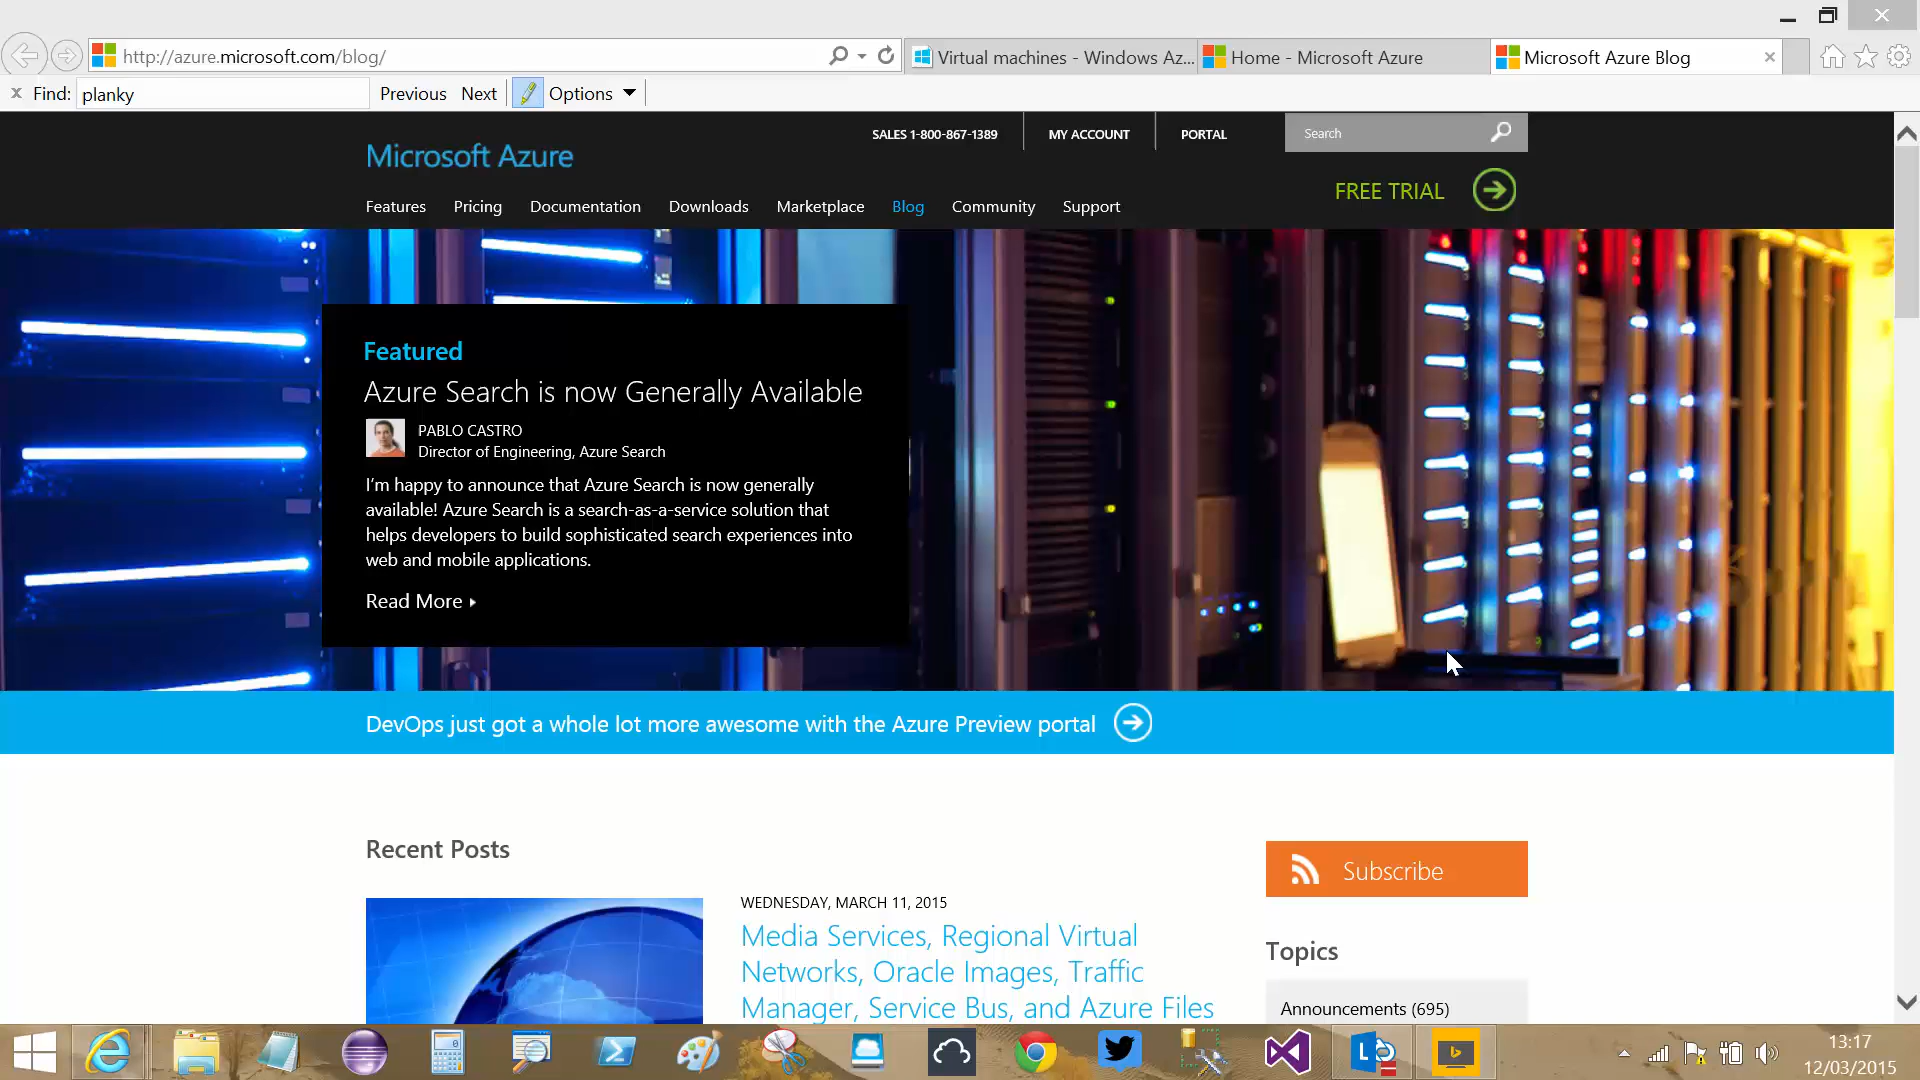 http://azure.microsoft.com/blog/
Virtual machines - Windows Az...
Home - Microsoft Azure
Microsoft Azure Blog
Find:
planky
Previous
Next
Options
SALES 1-800-867-1389
MY ACCOUNT
PORTAL
Search
Microsoft Azure
FREE TRIAL
Features
Pricing
Documentation
Downloads
Marketplace
Blog
Community
Support
Featured
Azure Search is now Generally Available
PABLO CASTRO
Director of Engineering, Azure Search
I'm happy to announce that Azure Search is now generally
available! Azure Search is a search-as-a-service solution that
helps developers to build sophisticated search experiences into
web and mobile applications.
Read More
DevOps just got a whole lot more awesome with the Azure Preview portal
Recent Posts
WEDNESDAY, MARCH 11, 2015
Media Services, Regional Virtual
Networks, Oracle Images, Traffic
Manager, Service Bus, and Azure Files
Subscribe
Topics
Announcements (695)
13:17
12/03/2015